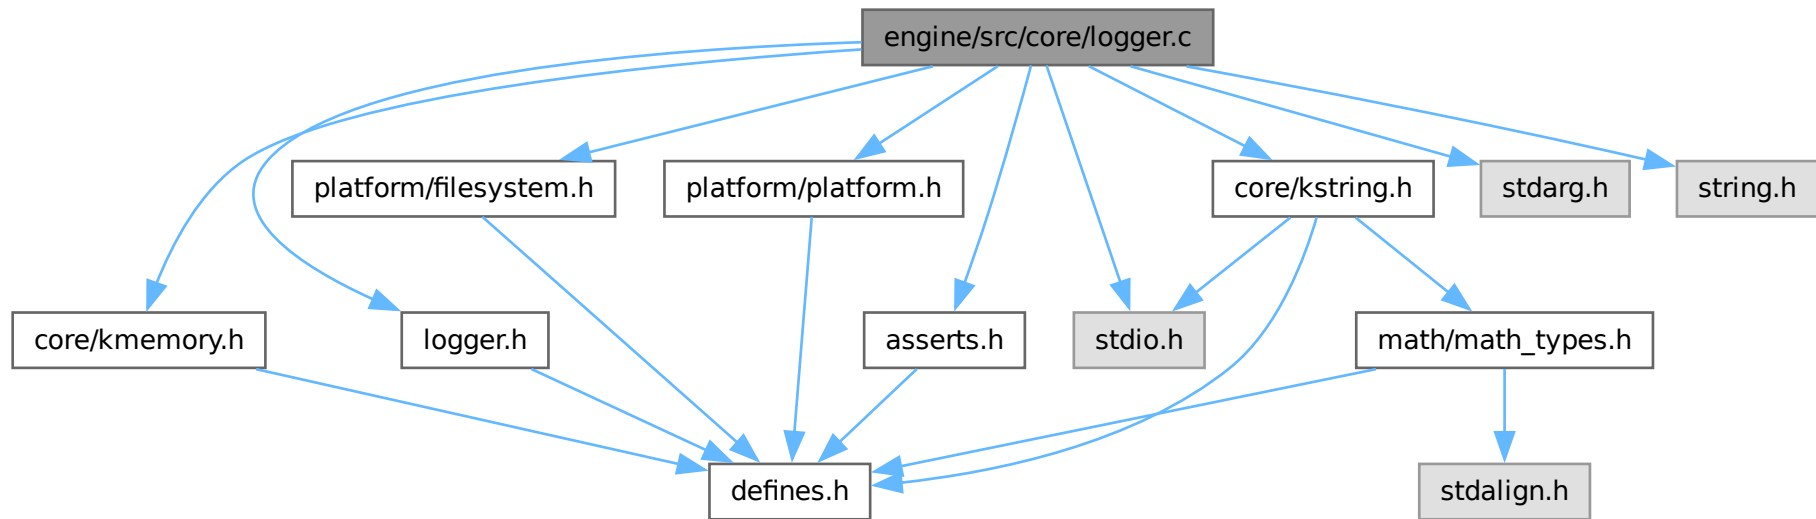 engine/src/core/logger.c
platform/filesystem.h
platform/platform.h
core/kstring.h
stdarg.h
string.h
core/kmemory.h
logger.h
asserts.h
stdio.h
math/math_types.h
defines.h
stdalign.h